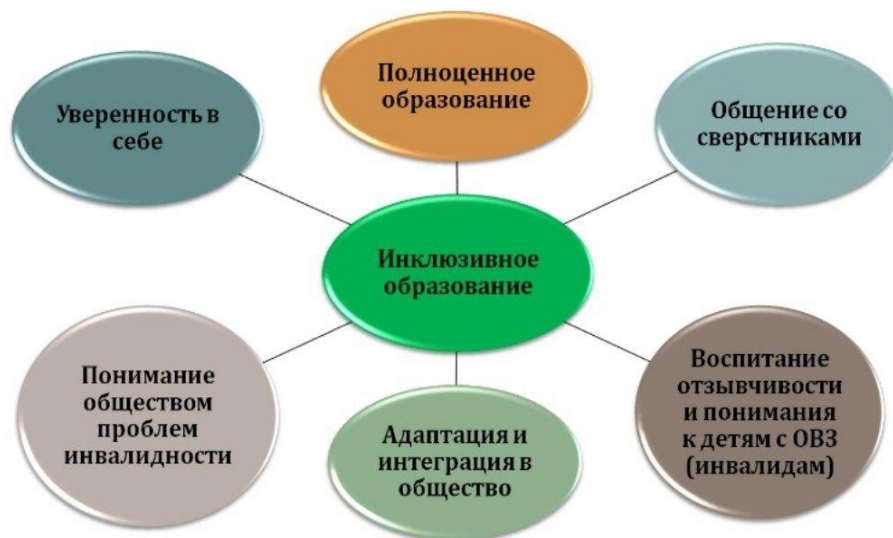 Полноценное
образование
Уверенность в
себе
Общение со
сверстниками
Инклюзивное
образование
Понимание
обществом
проблем
инвалидности
Адаптация и
интеграция в
общество
Воспитание
отзывчивости
и понимания
к детям с ОВЗ
(инвалидам)